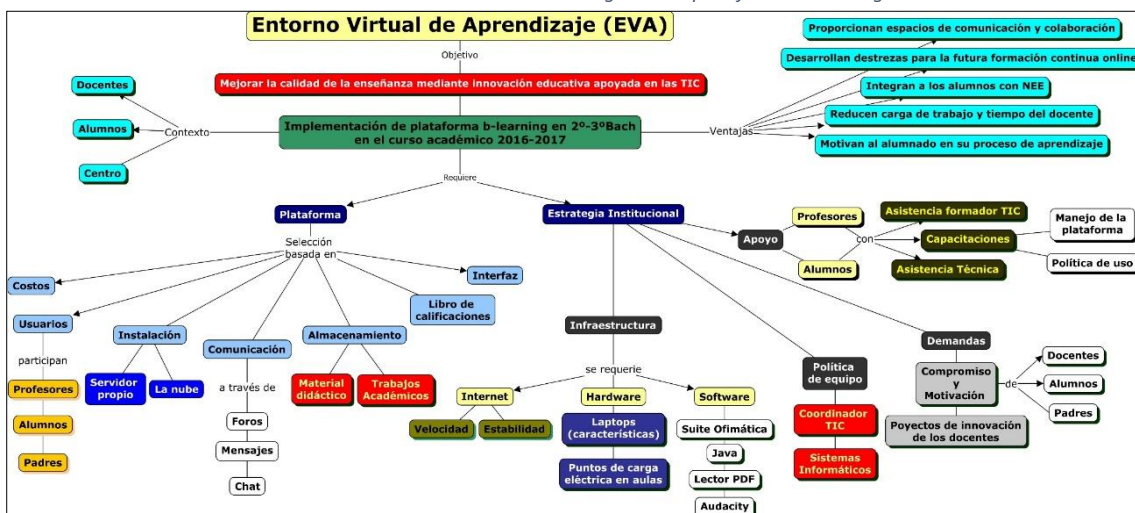 Entorno Virtual de Aprendizaje (EVA)
Objetivo
Mejorar la calidad de la enseñanza mediante innovación educativa apoyada en las TIC
Implementación de plataforma b-learning en 2º-3ºBach
en el curso académico 2016-2017
Contexto
Docentes
Alumnos
Centro
Ventajas
Proporcionan espacios de comunicación y colaboración
Desarrollan destrezas para la futura formación continua online
Integran a los alumnos con NEE
Reducen carga de trabajo y tiempo del docente
Motivan al alumnado en su proceso de aprendizaje
Requiere
Plataforma
Selección
basada en
Costos
Usuarios
participan
Profesores
Alumnos
Padres
Instalación
Servidor
propio
La nube
Comunicación
a través de
Foros
Mensajes
Chat
Almacenamiento
Material
didáctico
Trabajos
Académicos
Libro de
calificaciones
Interfaz
Estrategia Institucional
Apoyo
Profesores
Alumnos
con
Asistencia formador TIC
Capacitaciones
Asistencia Técnica
Manejo de la
plataforma
Política de uso
Infraestructura
se requerie
Internet
Velocidad
Estabilidad
Hardware
Laptops
(características)
Puntos de carga
eléctrica en aulas
Software
Suite Ofimática
Java
Lector PDF
Audacity
Política
de equipo
Coordinador
TIC
Sistemas
Informáticos
Demandas
Compromiso
y
Motivación
de
Docentes
Alumnos
Padres
Poyectos de innovación
de los docentes